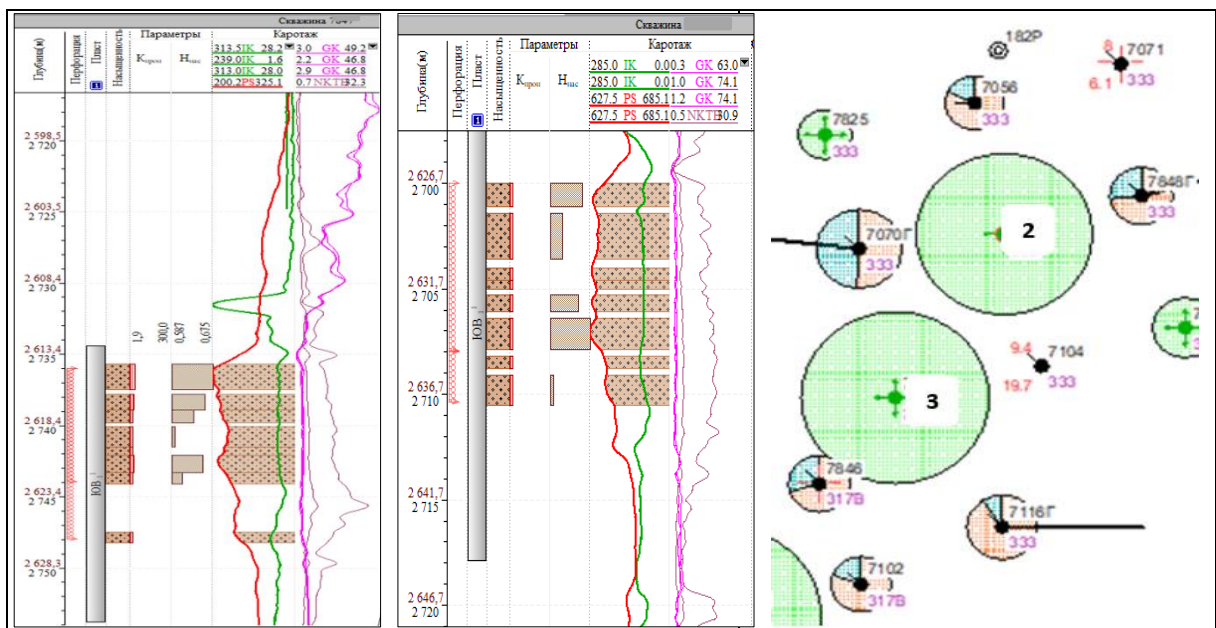 Скважина
Параметры
Каротаж
Глубина(м)
Перфорация
Пласт
Насыщенность
Кпрон
Нпис
313.5 IK 28.2 3.0 GK 49.2
239.0 IK 1.6 2.2 GK 46.8
313.0 IK 28.0 2.9 GK 46.8
200.2 PS 325.1 0.7 NKTB 32.3
2 598,5
2 720
2 603,5
2 725
2 608,4
2 730
1,9
300,0
0,587
0,675
2 613,4
2 735
2 618,4
2 740
2 623,4
2 745
2 628,3
2 750
ЮВ
Скважина
Параметры
Каротаж
Глубина(м)
Перфорация
Пласт
Насыщенность
Кпрон
Нпис
285.0 IK 0.0 0.3 GK 63.0
285.0 IK 0.0 1.0 GK 74.1
627.5 PS 685.1 1.2 GK 74.1
627.5 PS 685.1 0.5 NKTB 30.9
2 626,7
2 700
2 631,7
2 705
2 636,7
2 710
2 641,7
2 715
2 646,7
2 720
ЮВ
182Р
8
7071
6.1
333
7056
333
7825
333
7848Г
333
2
7070Г
333
9.4
7104
19.7
333
3
7846
317В
7116Г
333
7102
317В